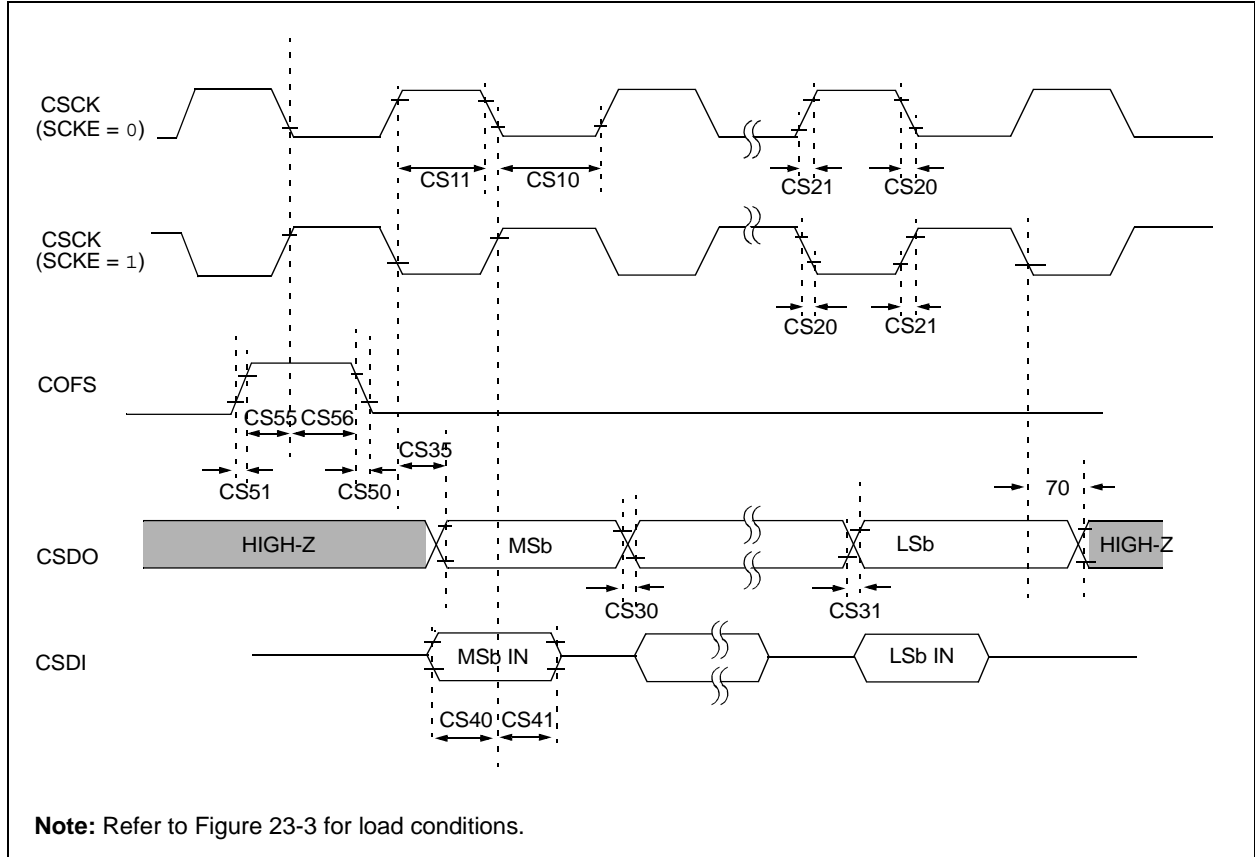 CSCK
(SCKE = 0)
CS11
CS10
CS21
CS20
CSCK
(SCKE = 1)
CS20
CS21
COFS
CS55
CS56
CS35
CS51
CS50
70
CSDO
HIGH-Z
MSb
LSb
HIGH-Z
CS30
CS31
CSDI
MSb IN
LSb IN
CS40
CS41
Note: Refer to Figure 23-3 for load conditions.